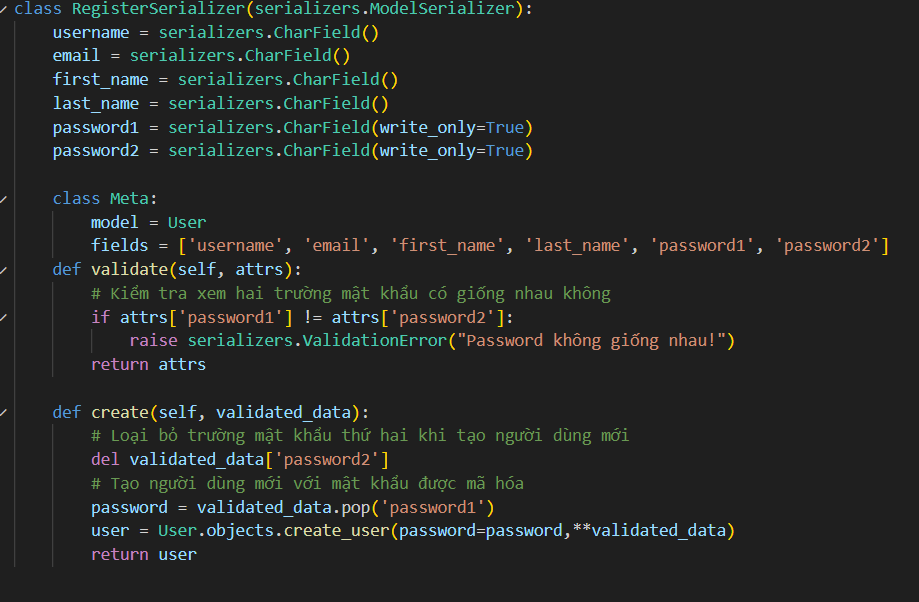 class RegisterSerializer(serializers.ModelSerializer):
    username = serializers.CharField()
    email = serializers.CharField()
    first_name = serializers.CharField()
    last_name = serializers.CharField()
    password1 = serializers.CharField(write_only=True)
    password2 = serializers.CharField(write_only=True)
    class Meta:
        model = User
        fields = ['username', 'email', 'first_name', 'last_name', 'password1', 'password2']
    def validate(self, attrs):
        # Kiểm tra xem hai trường mật khẩu có giống nhau không
        if attrs['password1'] != attrs['password2']:
            raise serializers.ValidationError("Password không giống nhau!")
        return attrs
    def create(self, validated_data):
        # Loại bỏ trường mật khẩu thứ hai khi tạo người dùng mới
        del validated_data['password2']
        # Tạo người dùng mới với mật khẩu được mã hóa
        password = validated_data.pop('password1')
        user = User.objects.create_user(password=password,**validated_data)
        return user